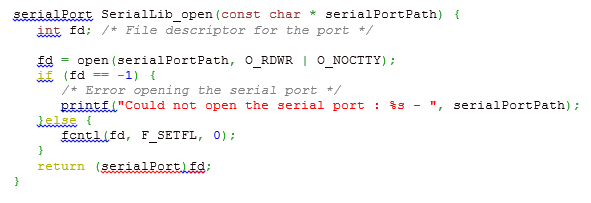 serialPort SerialLib_open(const char * serialPortPath) {
int fd; /* File descriptor for the port */
fd = open(serialPortPath, O_RDWR | O_NOCTTY);
if (fd == -1) {
/* Error opening the serial port */
printf("Could not open the serial port : %s - ", serialPortPath);
}else {
fcntl(fd, F_SETFL, 0);
}
return (serialPort)fd;
}